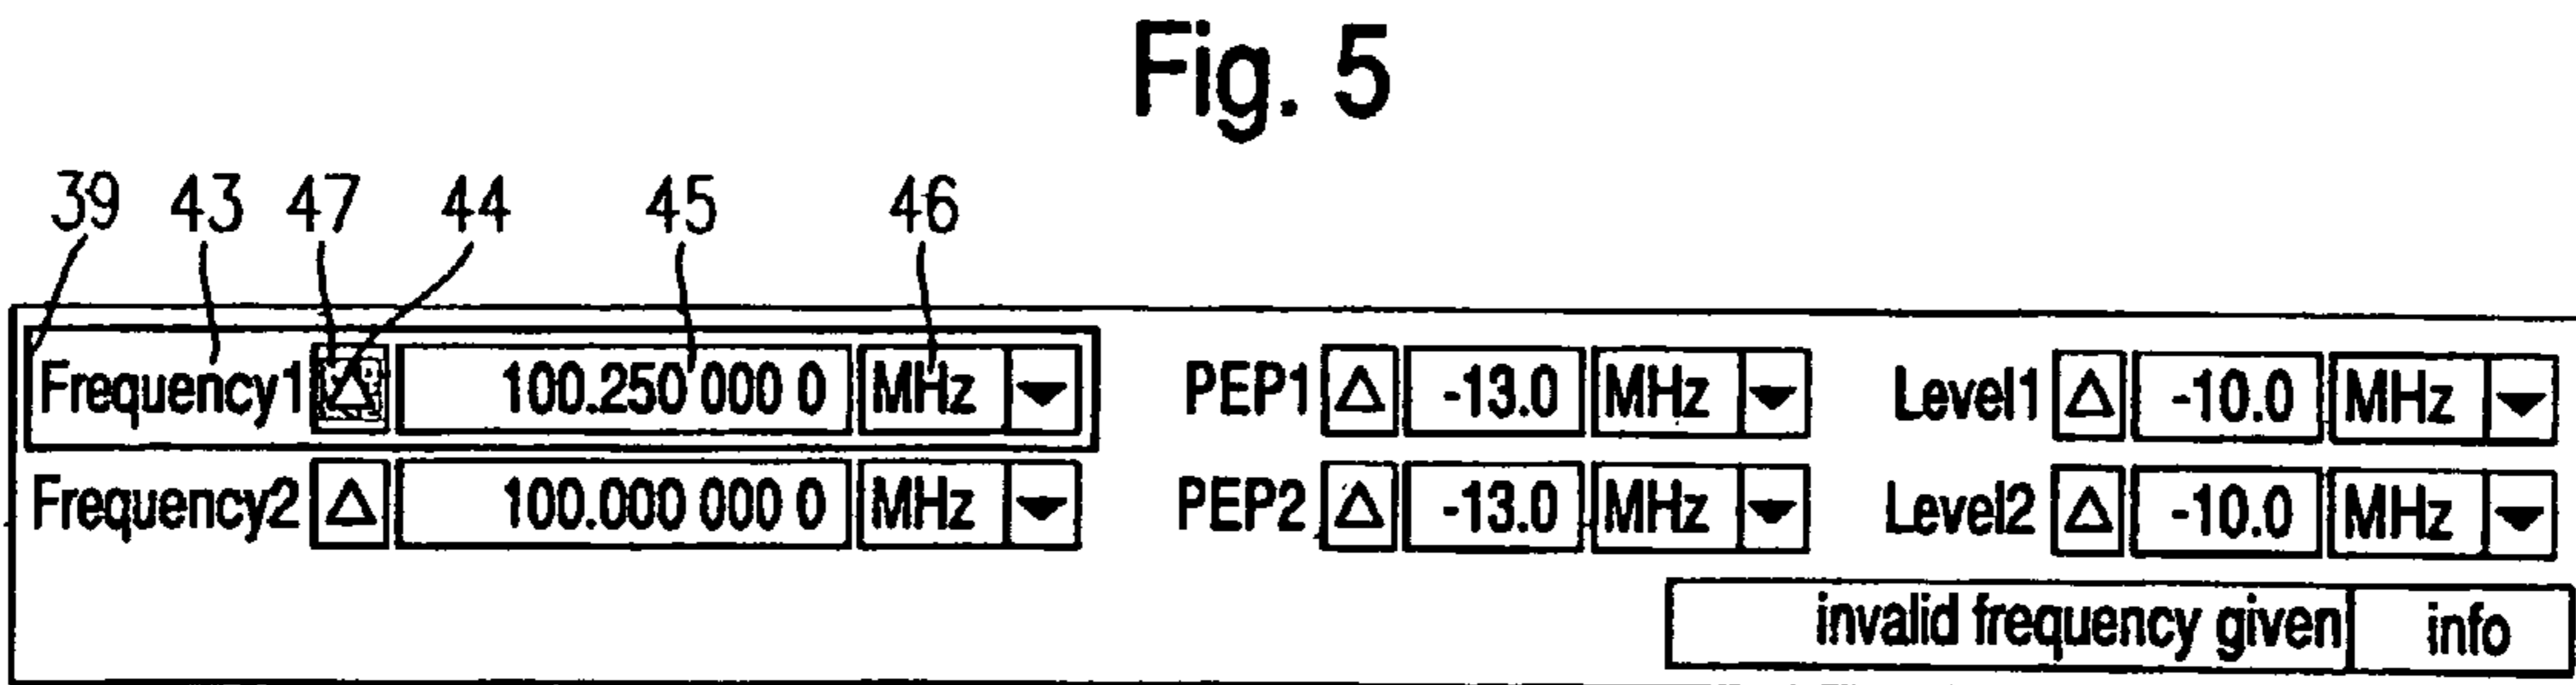 Fig. 5
39 43 47 44 45 46
Frequency1 △ 100.250 000 0 MHz ▼ PEP1 △ -13.0 MHz ▼ Level1 △ -10.0 MHz ▼
Frequency2 △ 100.000 000 0 MHz ▼ PEP2 △ -13.0 MHz ▼ Level2 △ -10.0 MHz ▼
invalid frequency given info